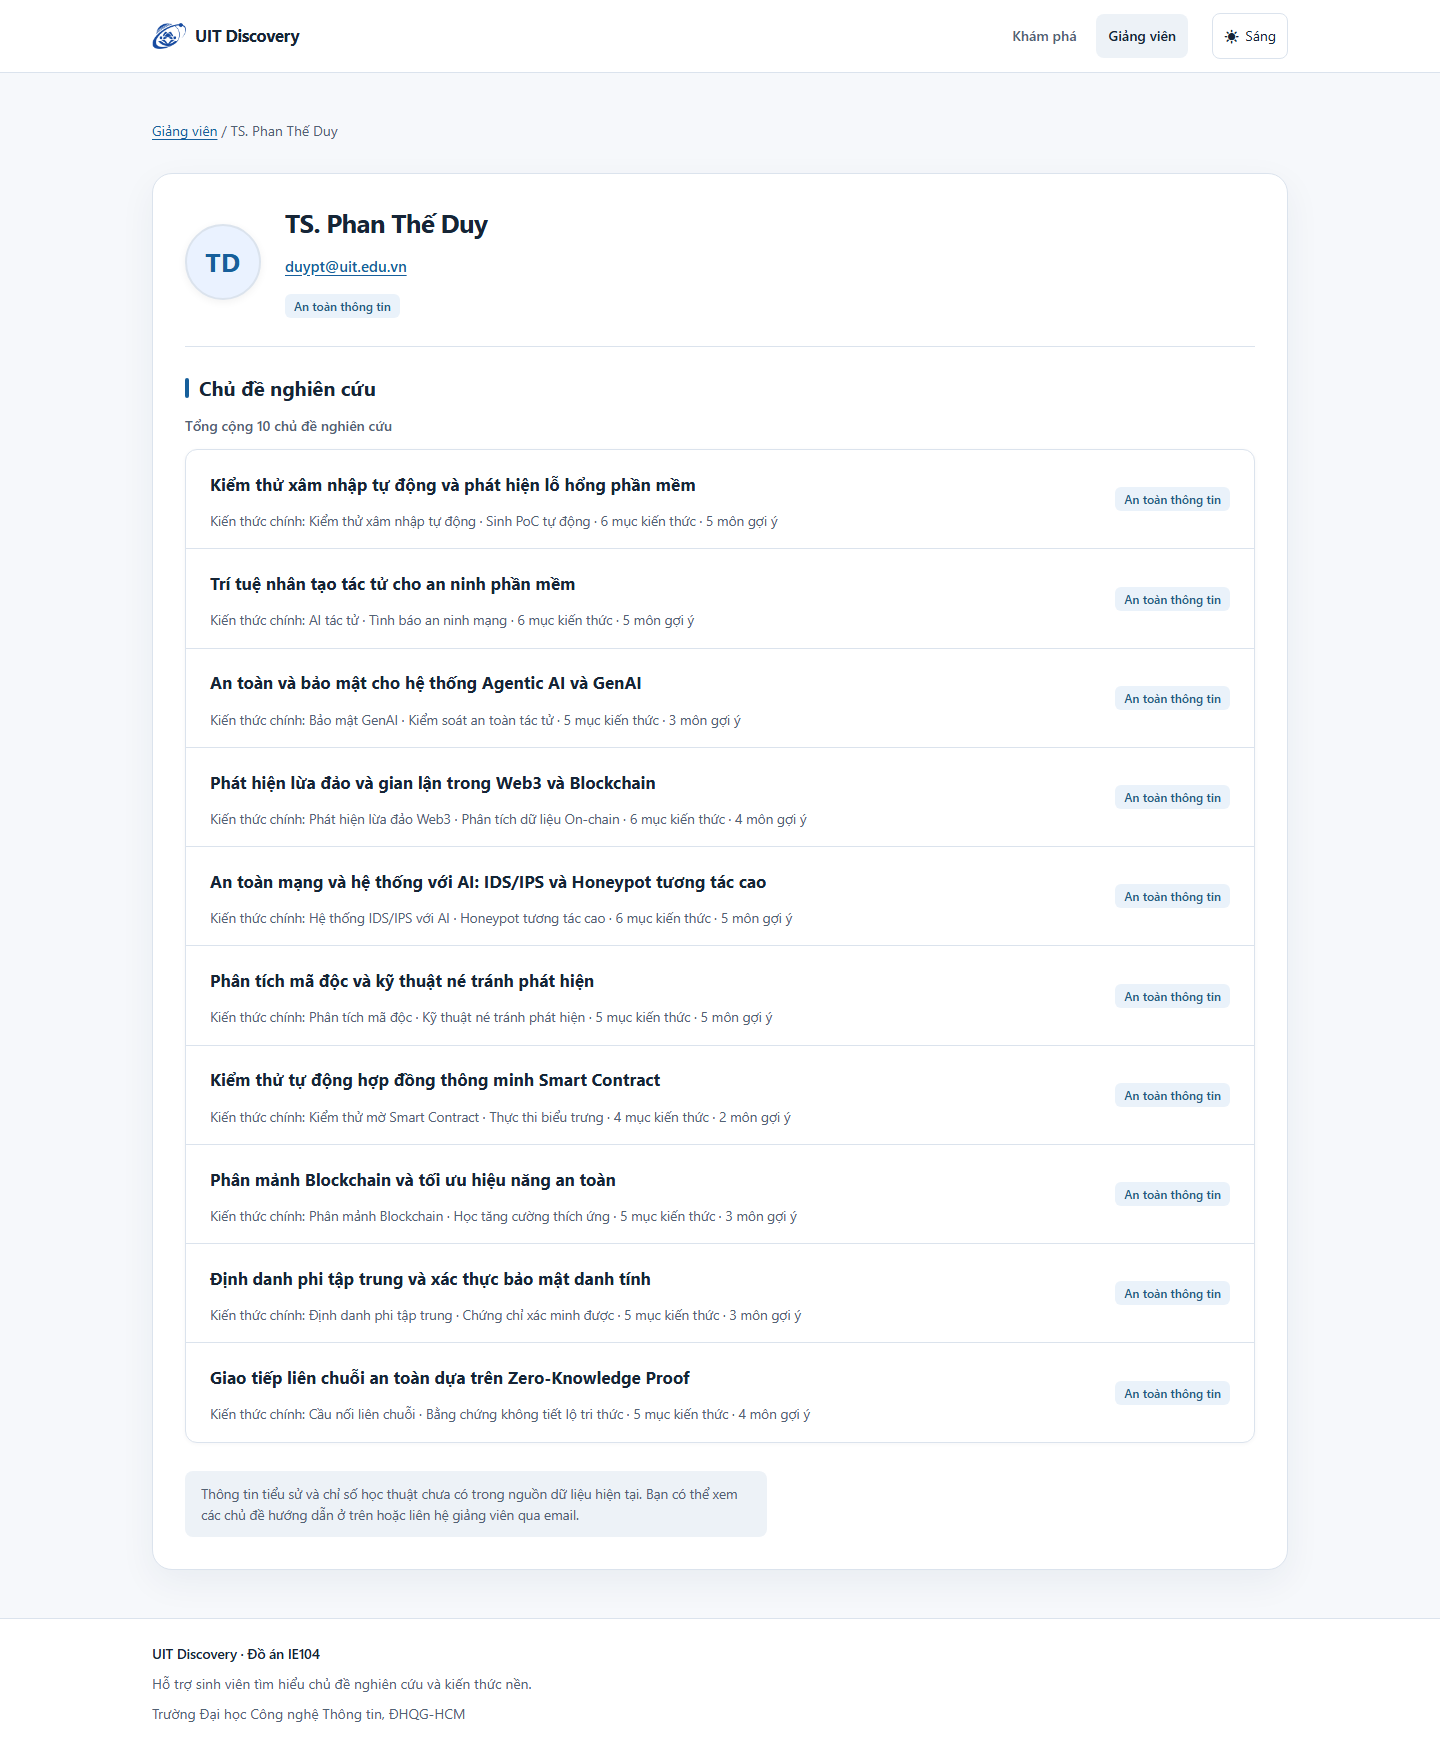 UIT Discovery
Khám phá
Giảng viên
Sáng
Giảng viên / TS. Phan Thế Duy
TD
TS. Phan Thế Duy
duypt@uit.edu.vn
An toàn thông tin
Chủ đề nghiên cứu
Tổng cộng 10 chủ đề nghiên cứu
Kiểm thử xâm nhập tự động và phát hiện lỗ hổng phần mềm
Kiến thức chính: Kiểm thử xâm nhập tự động · Sinh PoC tự động · 6 mục kiến thức · 5 môn gợi ý
An toàn thông tin
Trí tuệ nhân tạo tác tử cho an ninh phần mềm
Kiến thức chính: AI tác tử · Tình báo an ninh mạng · 6 mục kiến thức · 5 môn gợi ý
An toàn thông tin
An toàn và bảo mật cho hệ thống Agentic AI và GenAI
Kiến thức chính: Bảo mật GenAI · Kiểm soát an toàn tác tử · 5 mục kiến thức · 3 môn gợi ý
An toàn thông tin
Phát hiện lừa đảo và gian lận trong Web3 và Blockchain
Kiến thức chính: Phát hiện lừa đảo Web3 · Phân tích dữ liệu On-chain · 6 mục kiến thức · 4 môn gợi ý
An toàn thông tin
An toàn mạng và hệ thống với AI: IDS/IPS và Honeypot tương tác cao
Kiến thức chính: Hệ thống IDS/IPS với AI · Honeypot tương tác cao · 6 mục kiến thức · 5 môn gợi ý
An toàn thông tin
Phân tích mã độc và kỹ thuật né tránh phát hiện
Kiến thức chính: Phân tích mã độc · Kỹ thuật né tránh phát hiện · 5 mục kiến thức · 5 môn gợi ý
An toàn thông tin
Kiểm thử tự động hợp đồng thông minh Smart Contract
Kiến thức chính: Kiểm thử mờ Smart Contract · Thực thi biểu trưng · 4 mục kiến thức · 2 môn gợi ý
An toàn thông tin
Phân mảnh Blockchain và tối ưu hiệu năng an toàn
Kiến thức chính: Phân mảnh Blockchain · Học tăng cường thích ứng · 5 mục kiến thức · 3 môn gợi ý
An toàn thông tin
Định danh phi tập trung và xác thực bảo mật danh tính
Kiến thức chính: Định danh phi tập trung · Chứng chỉ xác minh được · 5 mục kiến thức · 3 môn gợi ý
An toàn thông tin
Giao tiếp liên chuỗi an toàn dựa trên Zero-Knowledge Proof
Kiến thức chính: Cầu nối liên chuỗi · Bằng chứng không tiết lộ tri thức · 5 mục kiến thức · 4 môn gợi ý
An toàn thông tin
Thông tin tiểu sử và chỉ số học thuật chưa có trong nguồn dữ liệu hiện tại. Bạn có thể xem
các chủ đề hướng dẫn ở trên hoặc liên hệ giảng viên qua email.
UIT Discovery · Đồ án IE104
Hỗ trợ sinh viên tìm hiểu chủ đề nghiên cứu và kiến thức nền.
Trường Đại học Công nghệ Thông tin, ĐHQG-HCM